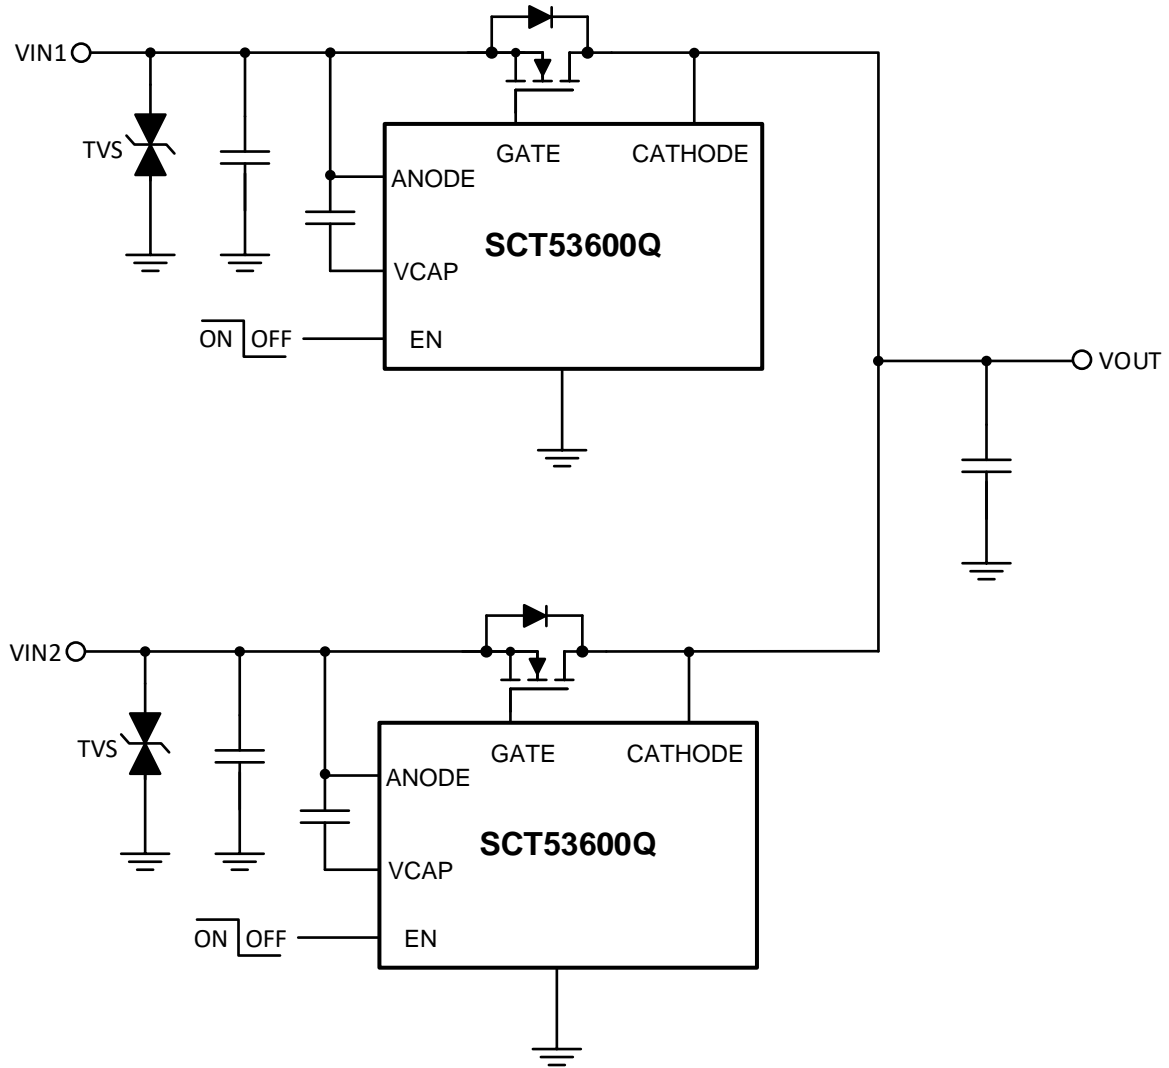 VIN1
TVS
GATE CATHODE
ANODE
SCT53600Q
VCAP
ON OFF EN
VOUT
VIN2
TVS
GATE CATHODE
ANODE
SCT53600Q
VCAP
ON OFF EN